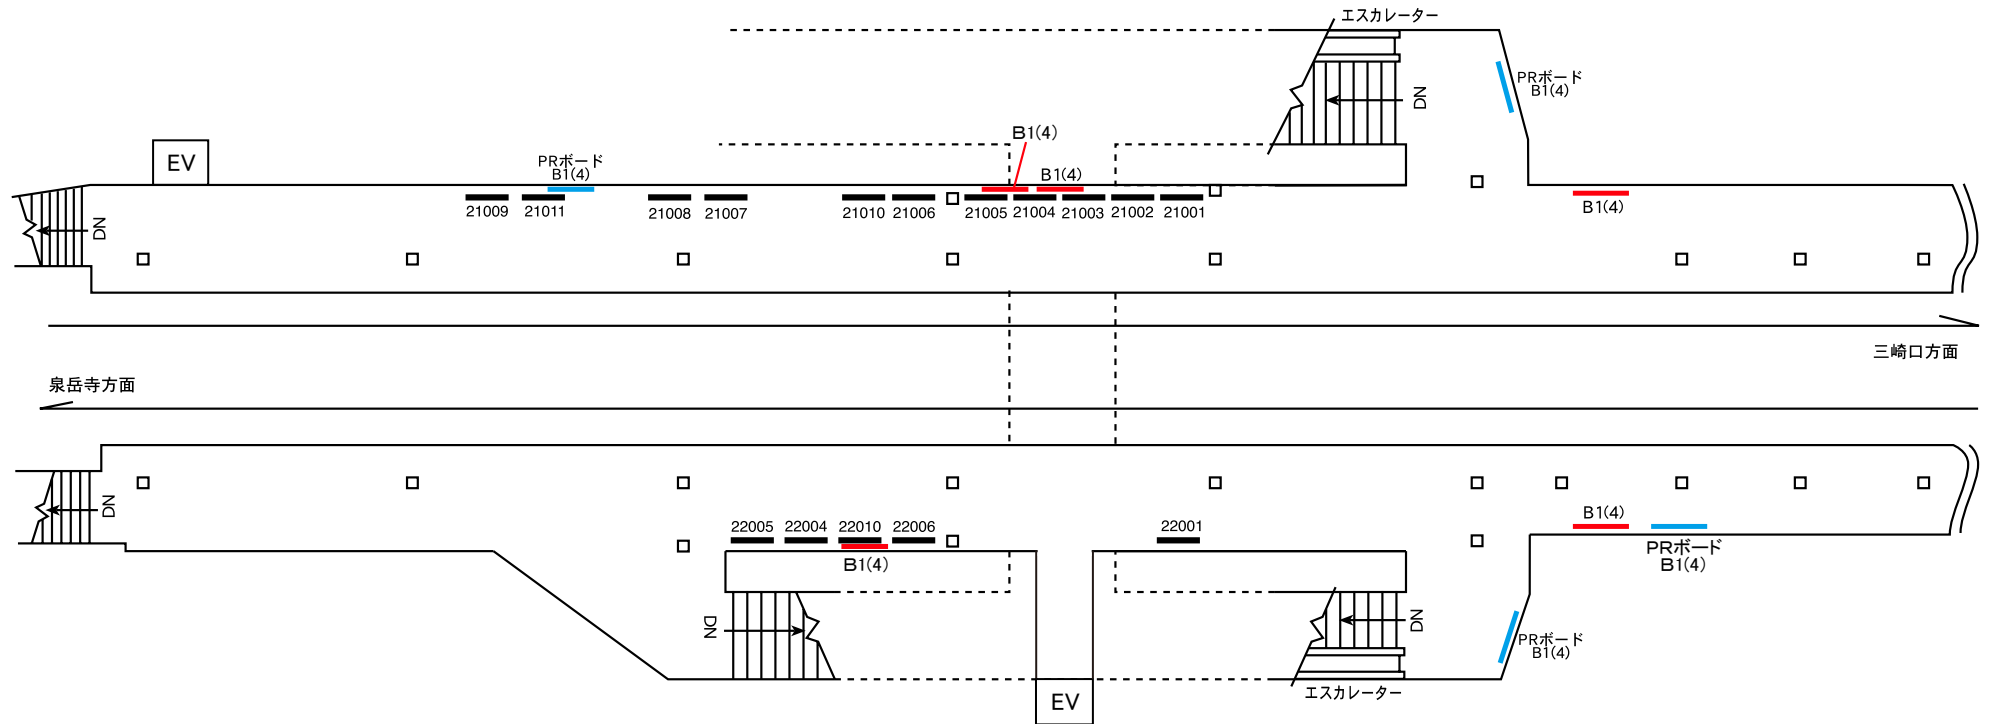 エスカレーター
PRボード
B1(4)
DN
B1(4)
EV
PRボード
B1(4)
B1(4)
21009
21011
21008
21007
21010
21006
21005
21004
21003
21002
21001
B1(4)
DN
三崎口方面
泉岳寺方面
DN
22005
22004
22010
22006
22001
B1(4)
B1(4)
PRボード
B1(4)
DN
DN
PRボード
B1(4)
エスカレーター
EV